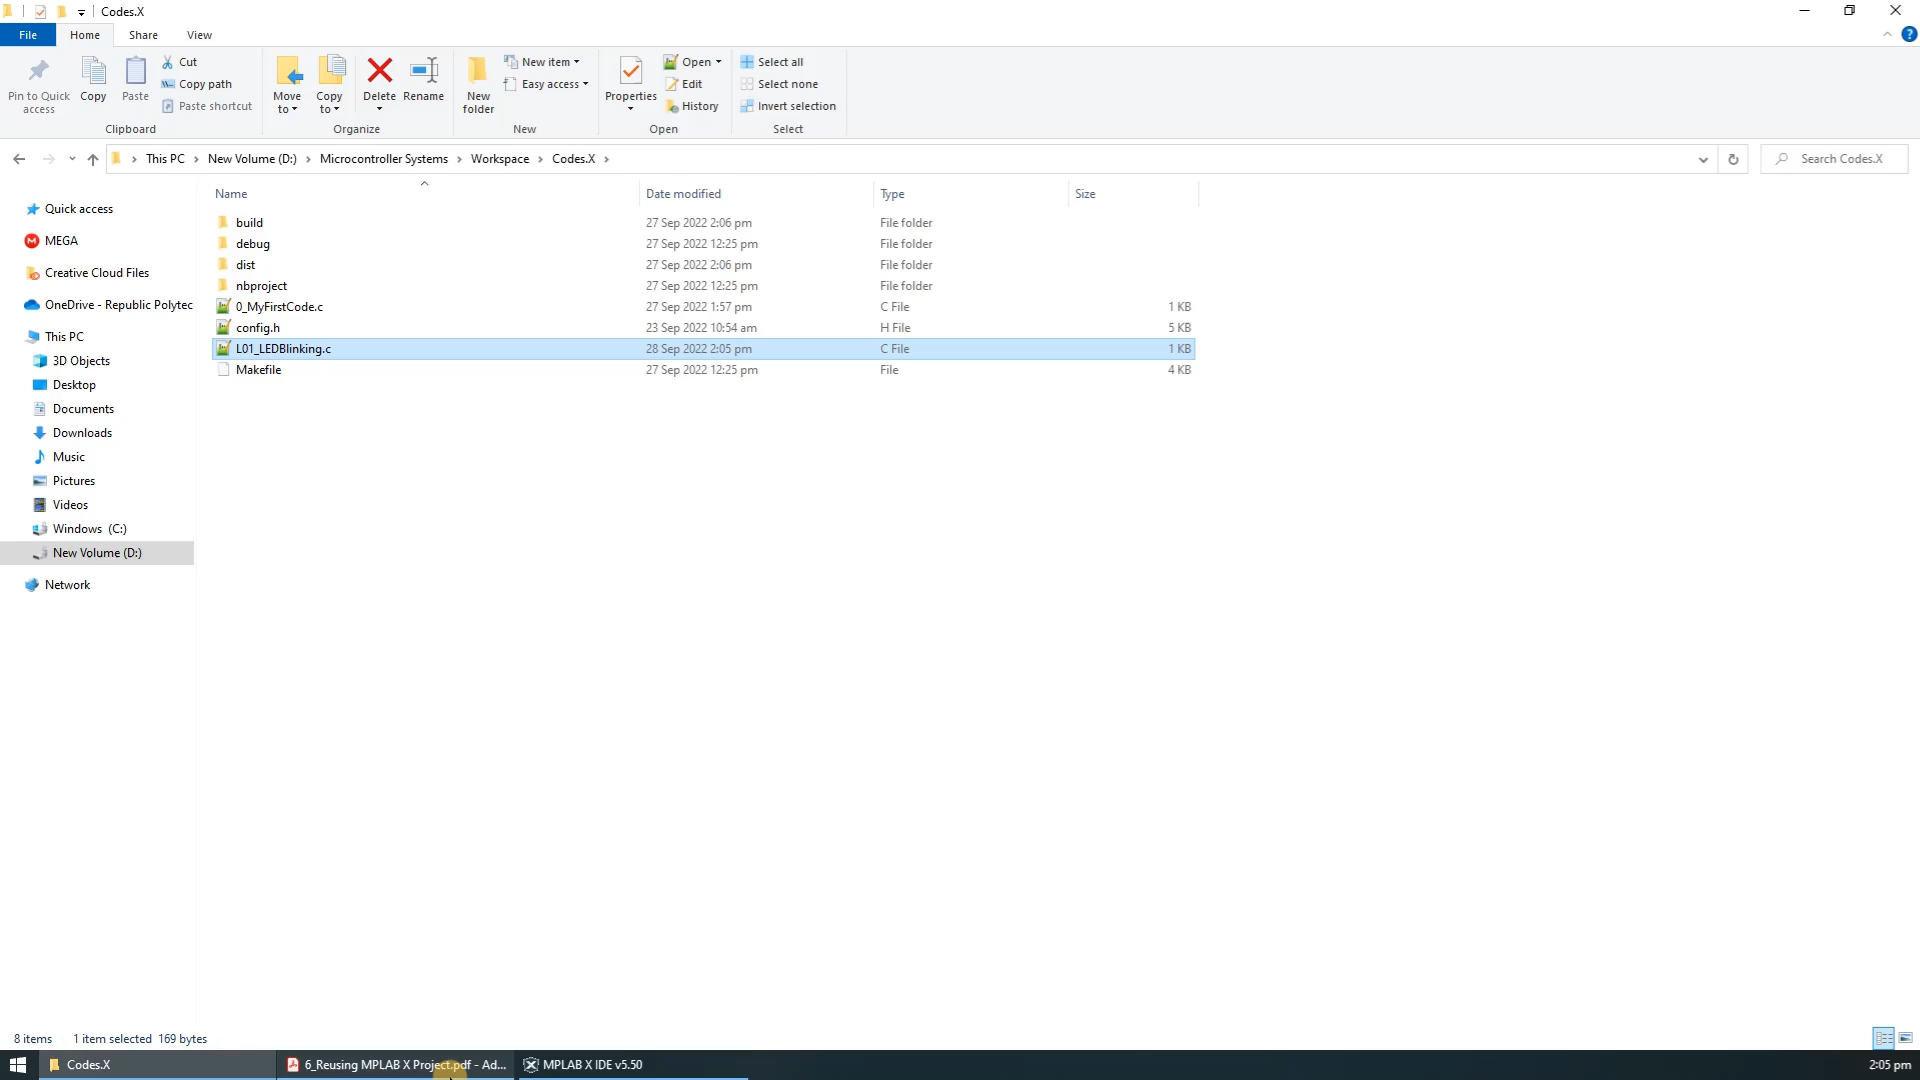 Codes.X
File Home Share View
Pin to Quick access
Copy
Paste
Cut
Copy path
Paste shortcut
Clipboard
Move to
Copy to
Delete
Rename
Organize
New folder
New item
Easy access
New
Properties
Open
Edit
History
Open
Select all
Select none
Invert selection
Select
This PC New Volume (D:) Microcontroller Systems Workspace Codes.X
Search Codes.X
Quick access
MEGA
Creative Cloud Files
OneDrive - Republic Polytec
This PC
3D Objects
Desktop
Documents
Downloads
Music
Pictures
Videos
Windows (C:)
New Volume (D:)
Network
Name Date modified Type Size
build 27 Sep 2022 2:06 pm File folder
debug 27 Sep 2022 12:25 pm File folder
dist 27 Sep 2022 2:06 pm File folder
nbproject 27 Sep 2022 12:25 pm File folder
0_MyFirstCode.c 27 Sep 2022 1:57 pm C File 1 KB
config.h 23 Sep 2022 10:54 am H File 5 KB
L01_LEDBlinking.c 28 Sep 2022 2:05 pm C File 1 KB
Makefile 27 Sep 2022 12:25 pm File 4 KB
8 items 1 item selected 169 bytes
Codes.X 6_Reusing MPLAB X Project.pdf - Ad... MPLAB X IDE v5.50 2:05 pm